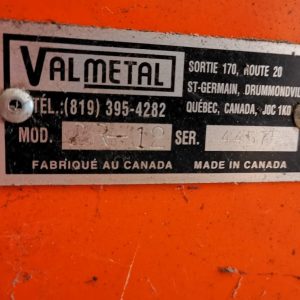 VALMETAL
SORTIE 170, ROUTE 20
ST-GERMAIN, DRUMMONDVIL
QUÉBEC, CANADA, J0C 1K0
TÉL.:(819) 395-4282
MOD. SER.
FABRIQUÉ AU CANADA MADE IN CANADA